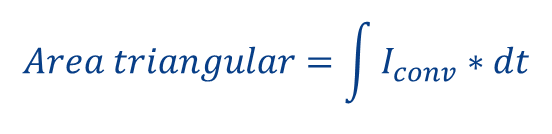 Area triangular = ∫ I_conv * dt